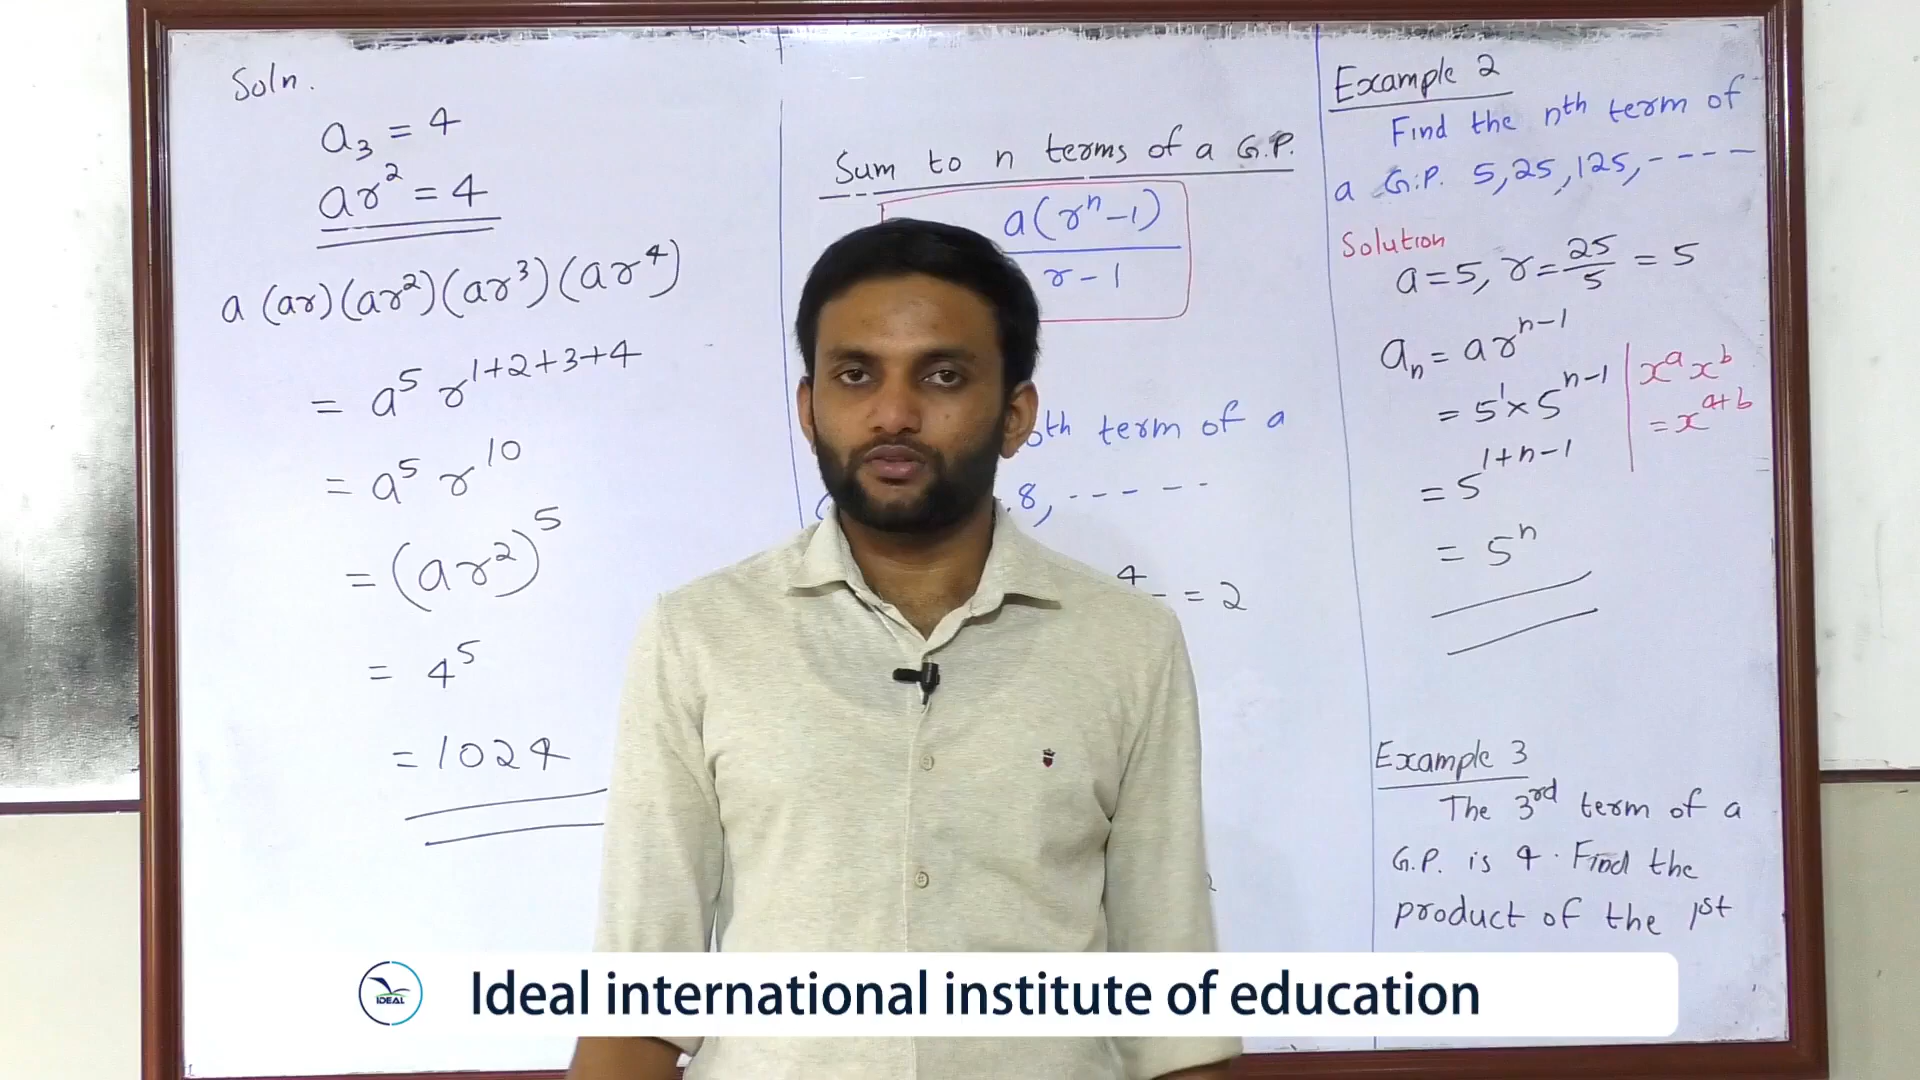 Soln.
a₃ = 4
ar² = 4
a (ar)(ar²)(ar³)(ar⁴)
= a⁵ r¹⁺²⁺³⁺⁴
= a⁵ r¹⁰
= (ar²)⁵
= 4⁵
= 1024
Sum to n terms of a G.P.
a(rⁿ-1)
r-1
term of a
8, - - - - -
4
= 2
Example 2
Find the nth term of
a G.P. 5, 25, 125, - - - -
Solution
a = 5, r = 25/5 = 5
aₙ = arⁿ⁻¹
= 5¹ × 5ⁿ⁻¹
= 5¹⁺ⁿ⁻¹
= 5ⁿ
xᵃ xᵇ
= xᵃ⁺ᵇ
Example 3
The 3rd term of a
G.P. is 4. Find the
product of the 1st
IDEAL
Ideal international institute of education